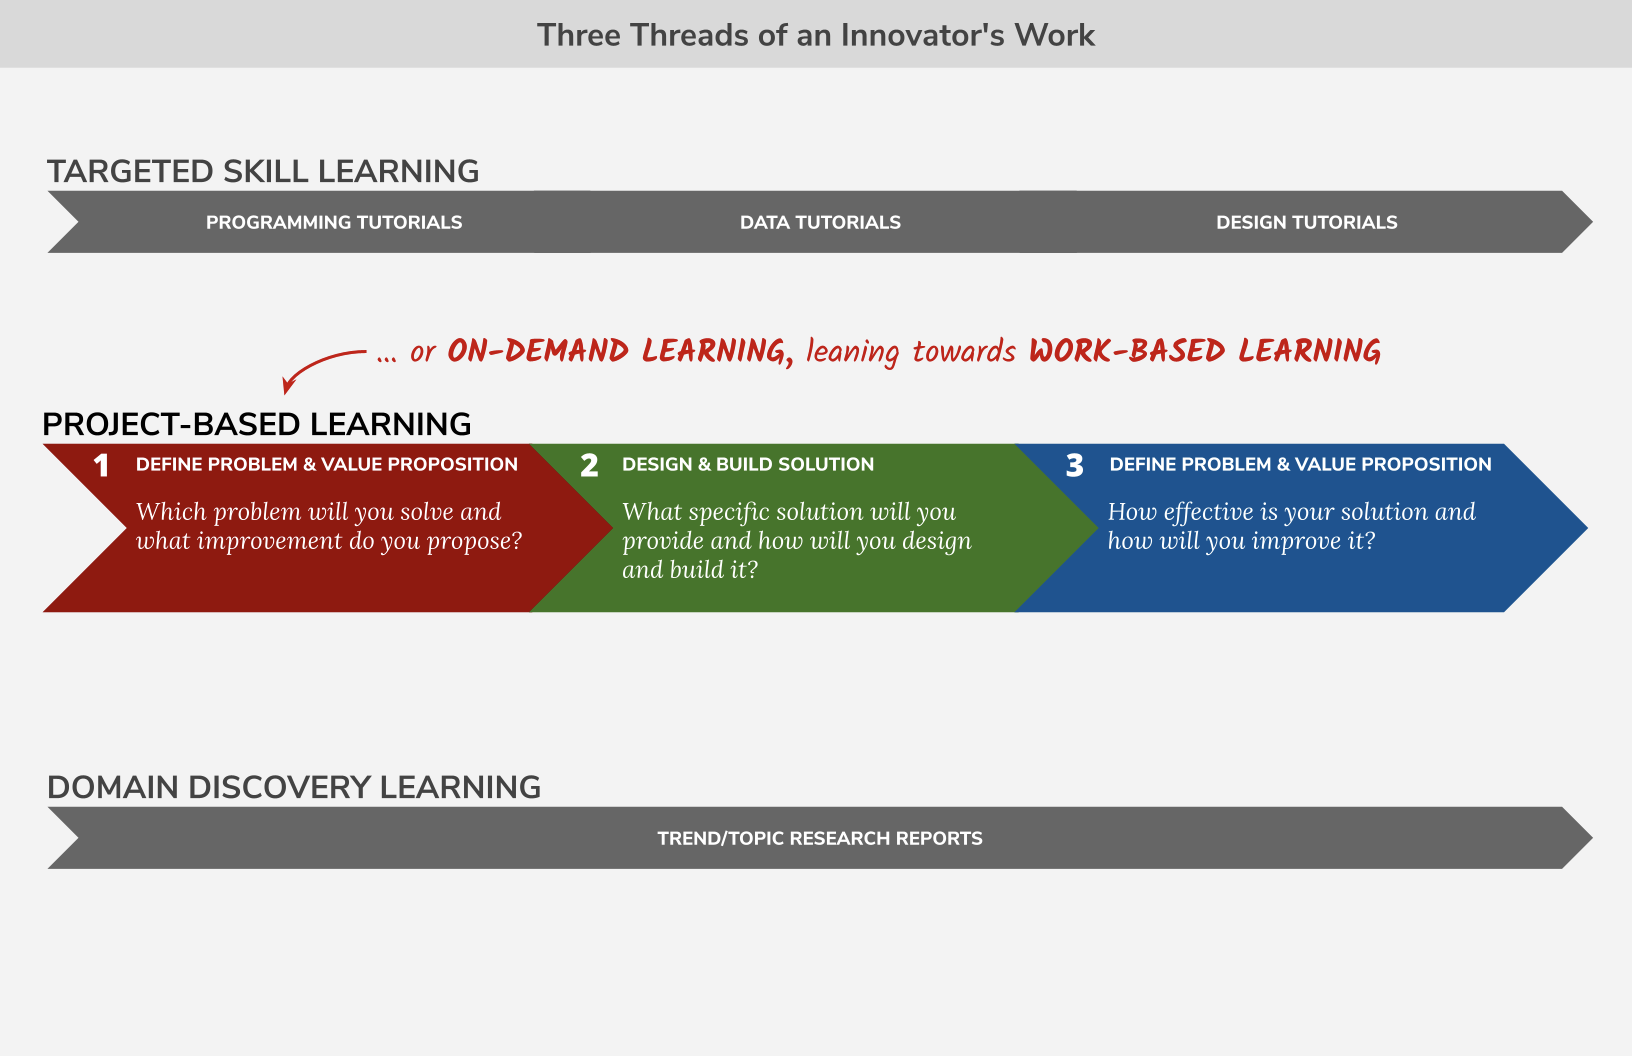 Three Threads of an Innovator's Work
TARGETED SKILL LEARNING
PROGRAMMING TUTORIALS
DATA TUTORIALS
DESIGN TUTORIALS
... or ON-DEMAND LEARNING, leaning towards WORK-BASED LEARNING
PROJECT-BASED LEARNING
1 DEFINE PROBLEM & VALUE PROPOSITION
Which problem will you solve and
what improvement do you propose?
2 DESIGN & BUILD SOLUTION
What specific solution will you
provide and how will you design
and build it?
3 DEFINE PROBLEM & VALUE PROPOSITION
How effective is your solution and
how will you improve it?
DOMAIN DISCOVERY LEARNING
TREND/TOPIC RESEARCH REPORTS